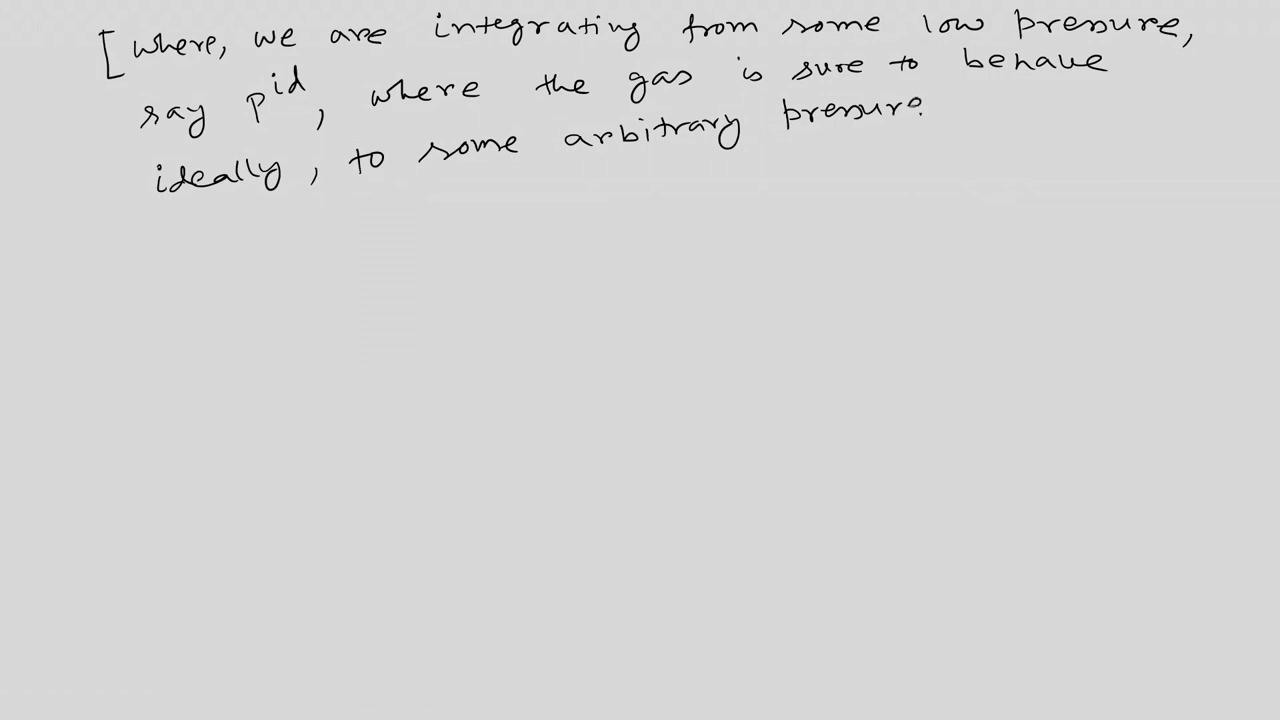 [where, we are integrating from some low pressure,
say p^id, where the gas is sure to behave
ideally, to some arbitrary pressure